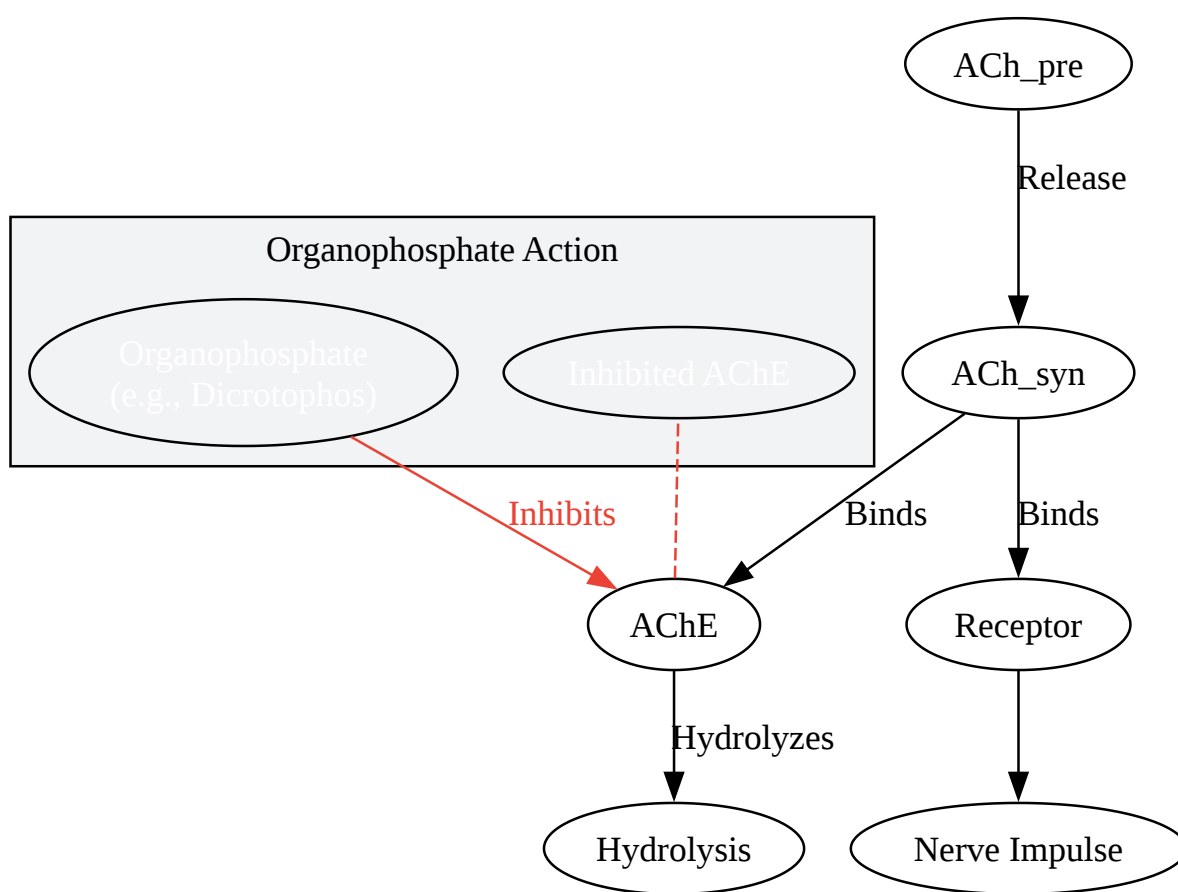 ACh_pre
Release
Organophosphate Action
Organophosphate
(e.g., Dicrotophos)
Inhibited AChE
ACh_syn
Inhibits
Binds
Binds
AChE
Receptor
Hydrolyzes
Hydrolysis
Nerve Impulse